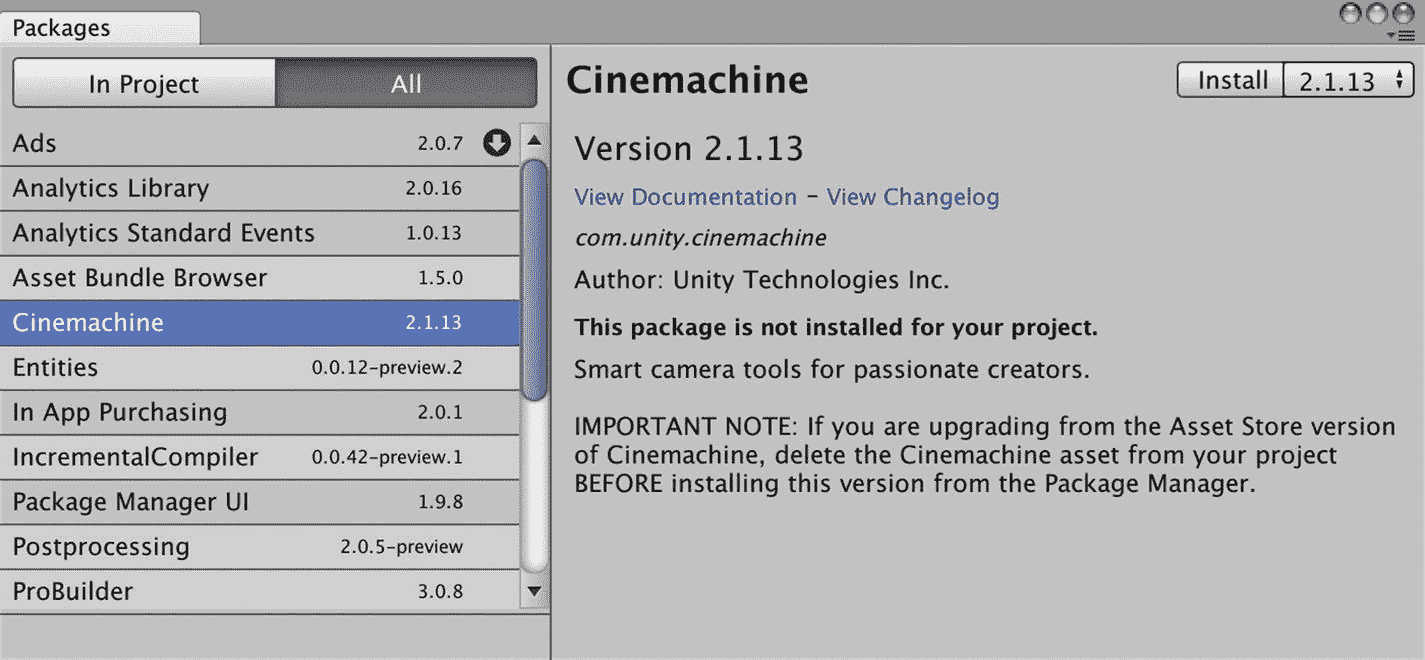 Packages
In Project All
Ads 2.0.7
Analytics Library 2.0.16
Analytics Standard Events 1.0.13
Asset Bundle Browser 1.5.0
Cinemachine 2.1.13
Entities 0.0.12-preview.2
In App Purchasing 2.0.1
IncrementalCompiler 0.0.42-preview.1
Package Manager UI 1.9.8
Postprocessing 2.0.5-preview
ProBuilder 3.0.8
Cinemachine Install 2.1.13
Version 2.1.13
View Documentation - View Changelog
com.unity.cinemachine
Author: Unity Technologies Inc.
This package is not installed for your project.
Smart camera tools for passionate creators.
IMPORTANT NOTE: If you are upgrading from the Asset Store version
of Cinemachine, delete the Cinemachine asset from your project
BEFORE installing this version from the Package Manager.